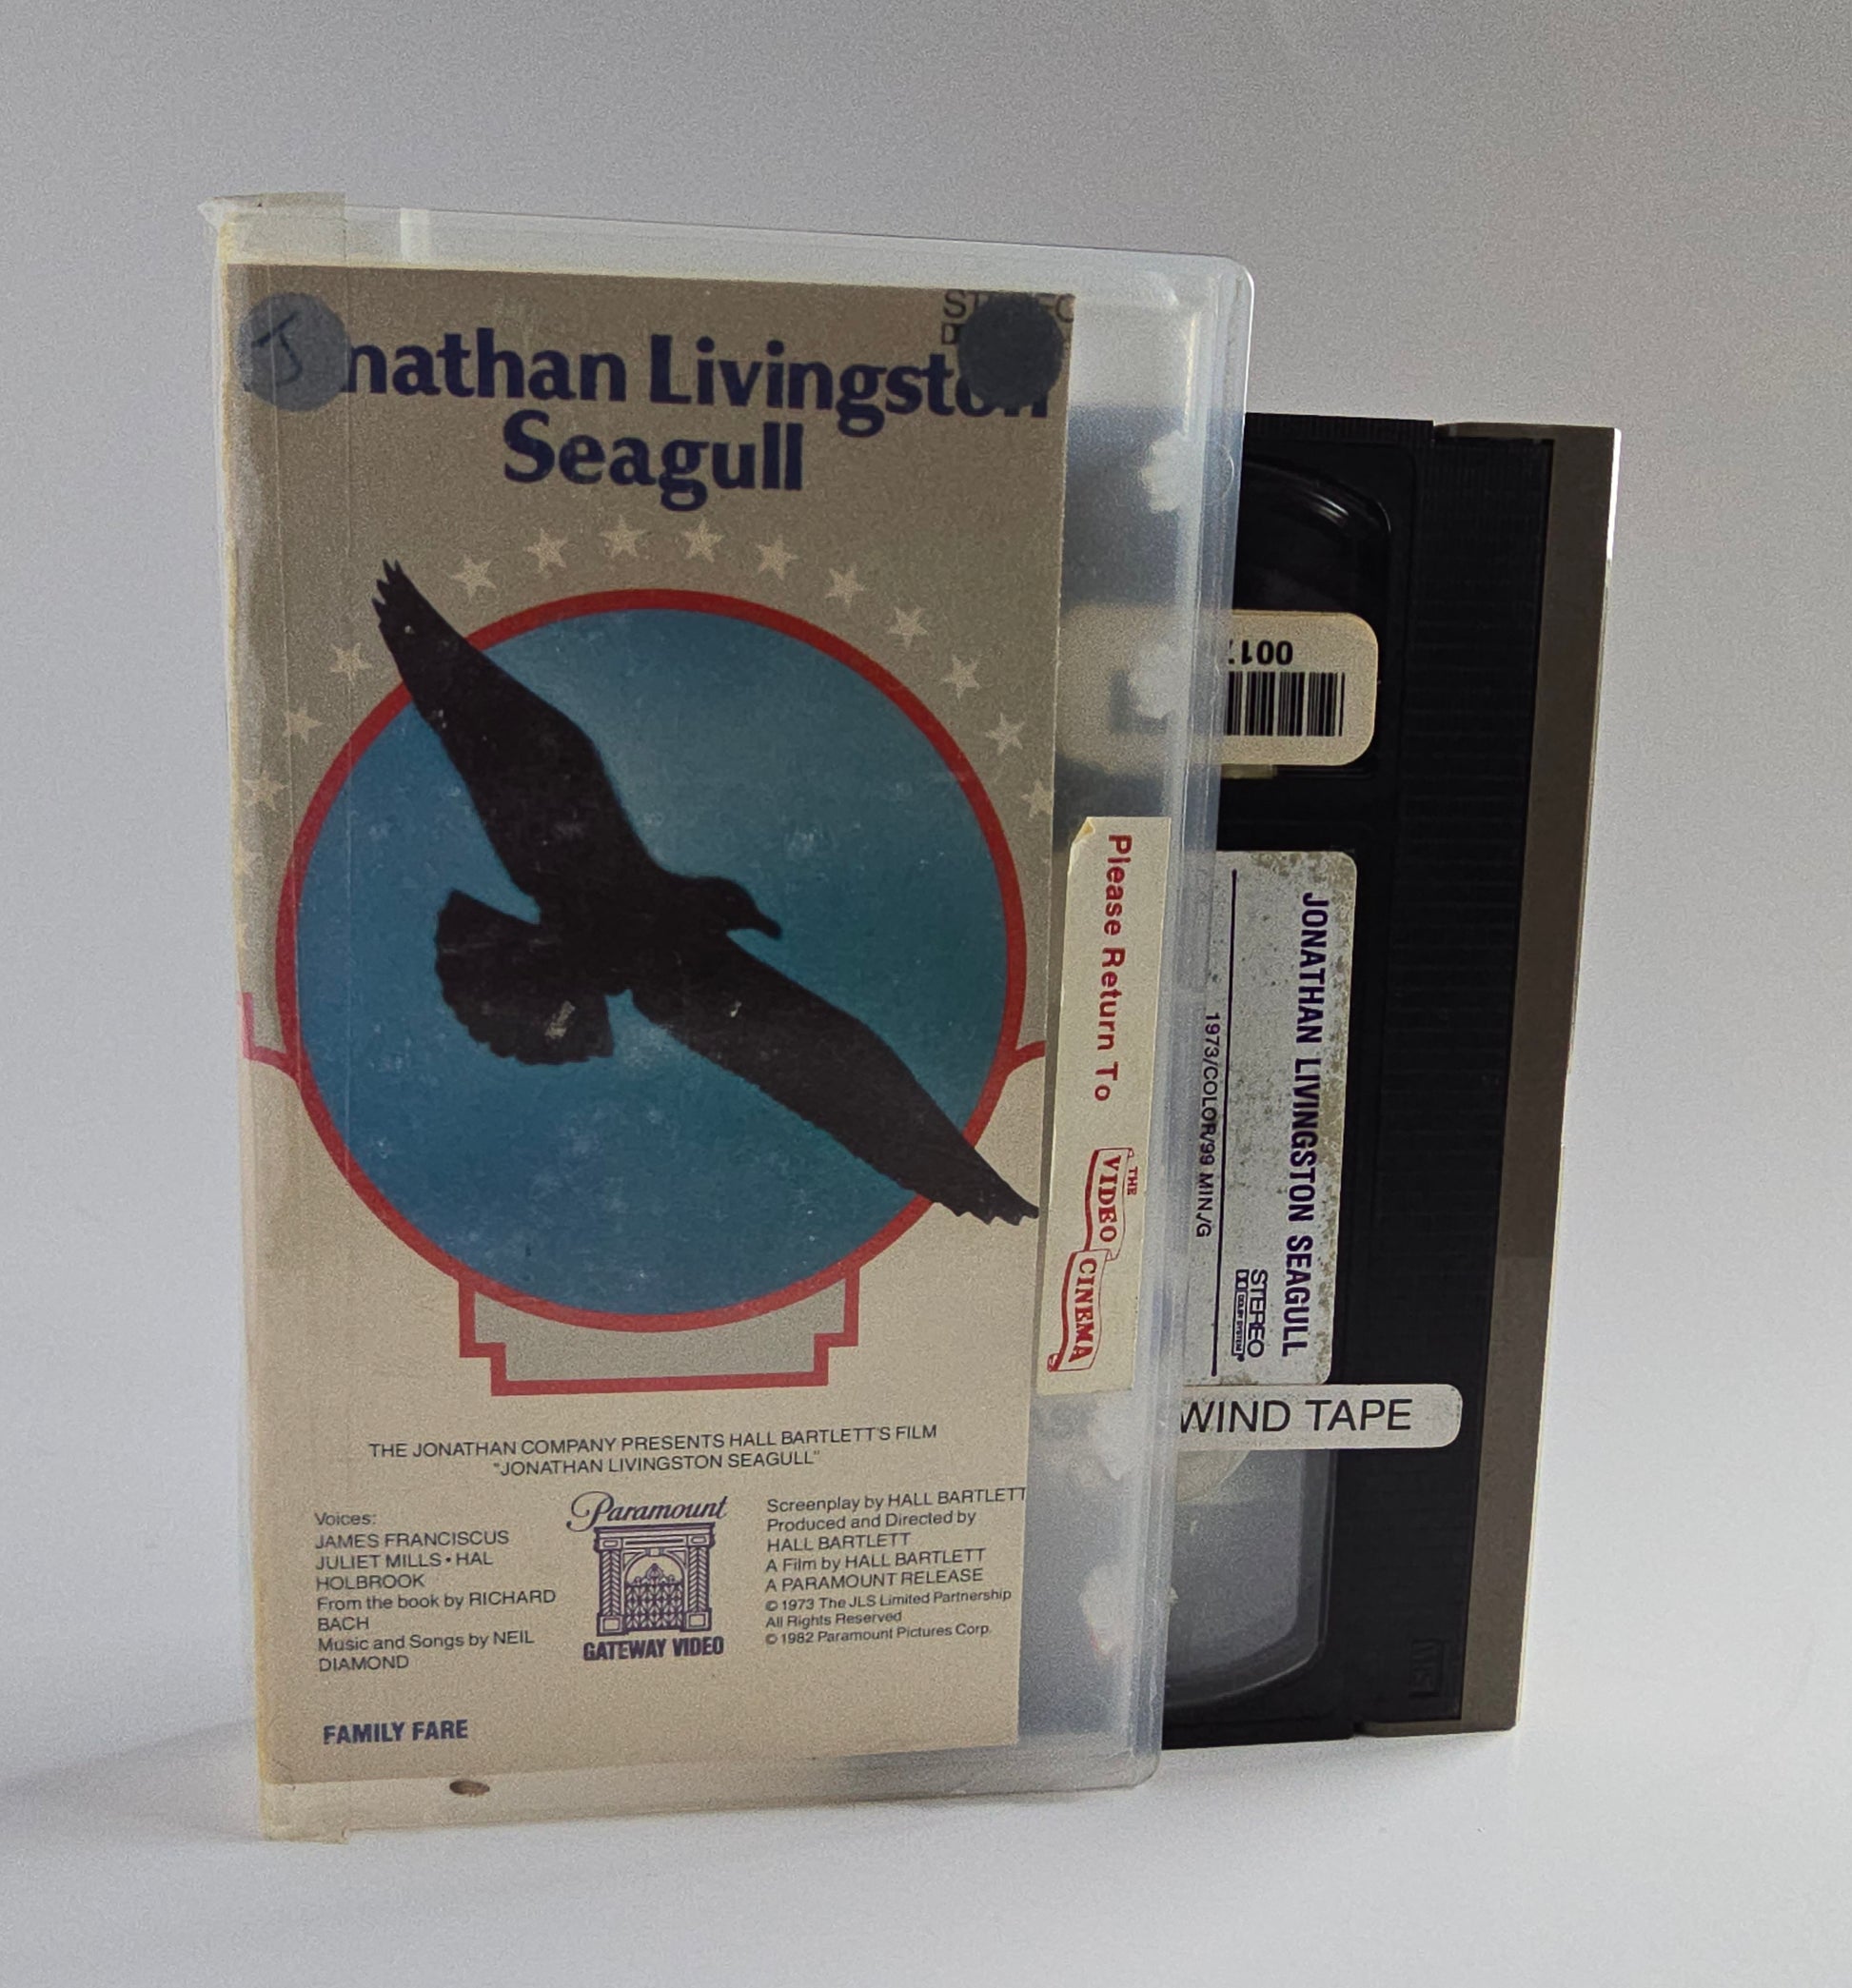 J
nathan Livingston
Seagull
THE JONATHAN COMPANY PRESENTS HALL BARTLETT'S FILM
"JONATHAN LIVINGSTON SEAGULL"
Voices:
JAMES FRANCISCUS
JULIET MILLS • HAL
HOLBROOK
From the book by RICHARD
BACH
Music and Songs by NEIL
DIAMOND
Paramount
GATEWAY VIDEO
Screenplay by HALL BARTLETT
Produced and Directed by
HALL BARTLETT
A Film by HALL BARTLETT
A PARAMOUNT RELEASE
© 1973 The JLS Limited Partnership
All Rights Reserved
© 1982 Paramount Pictures Corp.
FAMILY FARE
Please Return To
THE
VIDEO
CINEMA
0017
JONATHAN LIVINGSTON SEAGULL
1973/COLOR/99 MIN./G
STEREO
DOLBY SYSTEM
WIND TAPE